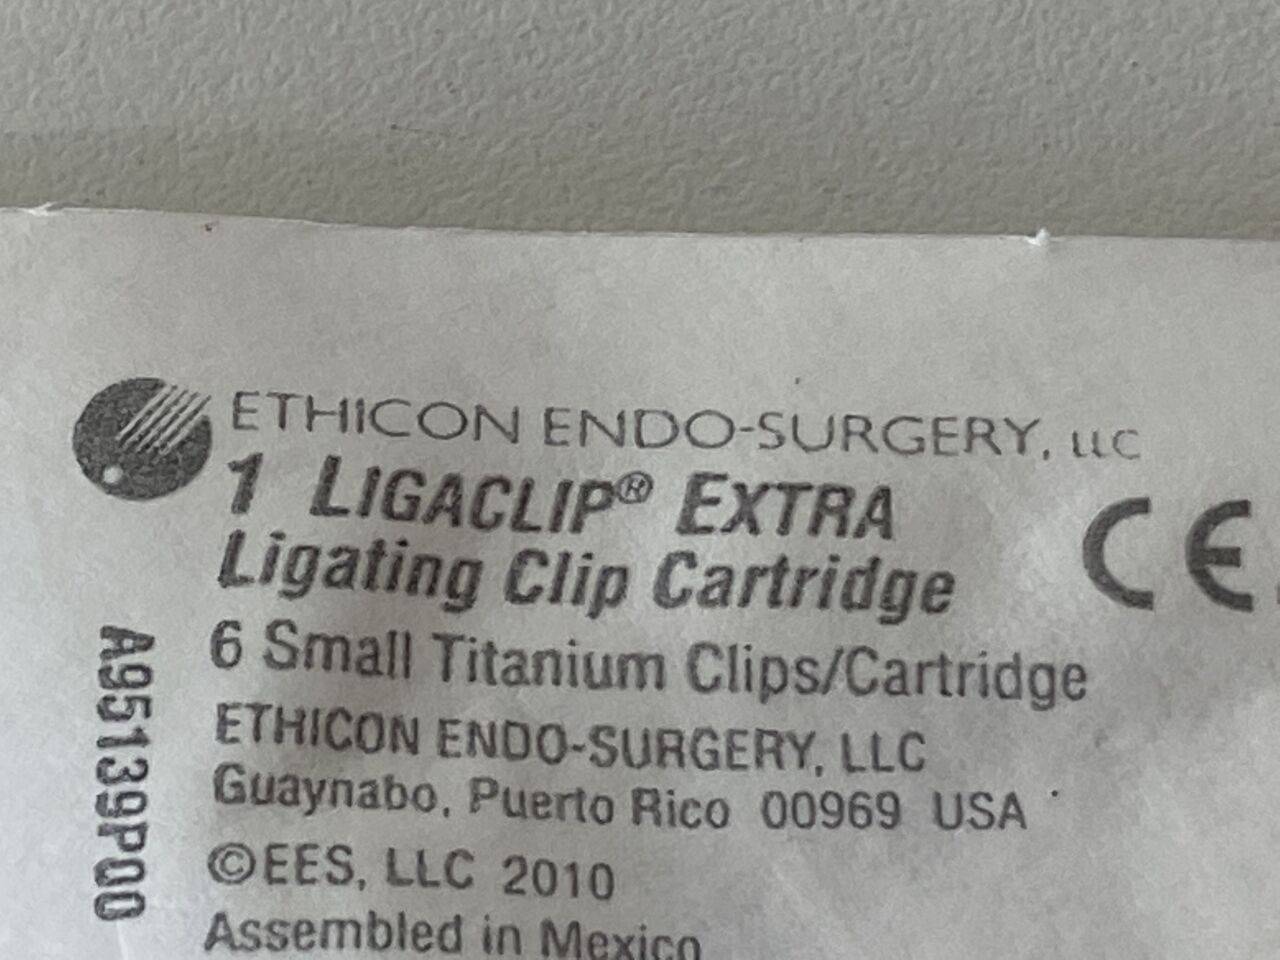 ETHICON ENDO-SURGERY, LLC
1 LIGACLIP® EXTRA
Ligating Clip Cartridge
CE
6 Small Titanium Clips/Cartridge
ETHICON ENDO-SURGERY, LLC
Guaynabo, Puerto Rico 00969 USA
©EES, LLC 2010
Assembled in Mexico
A95139P00